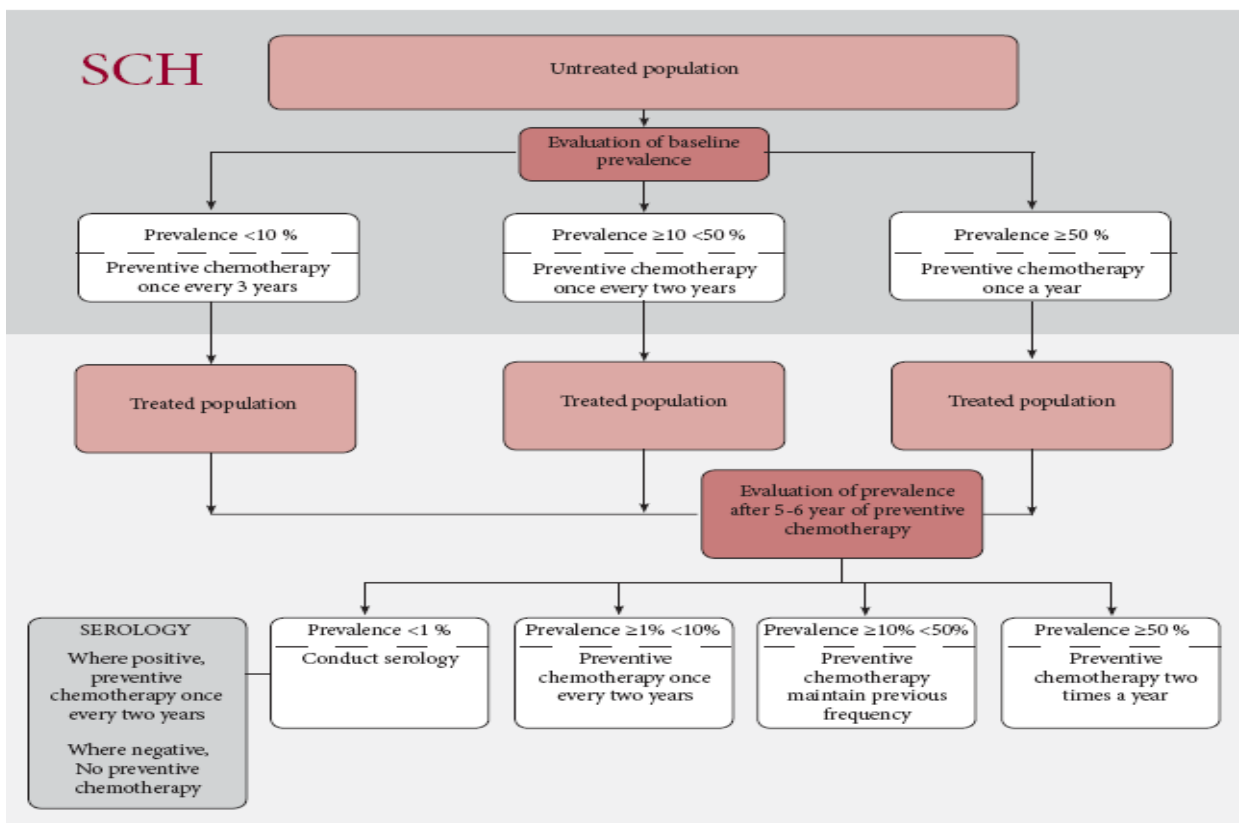 SCH
Untreated population
Evaluation of baseline
prevalence
Prevalence <10 %
Preventive chemotherapy
once every 3 years
Prevalence ≥10 <50 %
Preventive chemotherapy
once every two years
Prevalence ≥50 %
Preventive chemotherapy
once a year
Treated population
Treated population
Treated population
Evaluation of prevalence
after 5-6 year of preventive
chemotherapy
SEROLOGY
Where positive,
preventive
chemotherapy once
every two years
Where negative,
No preventive
chemotherapy
Prevalence <1 %
Conduct serology
Prevalence ≥1% <10%
Preventive
chemotherapy once
every two years
Prevalence ≥10% <50%
Preventive
chemotherapy
maintain previous
frequency
Prevalence ≥50 %
Preventive
chemotherapy two
times a year